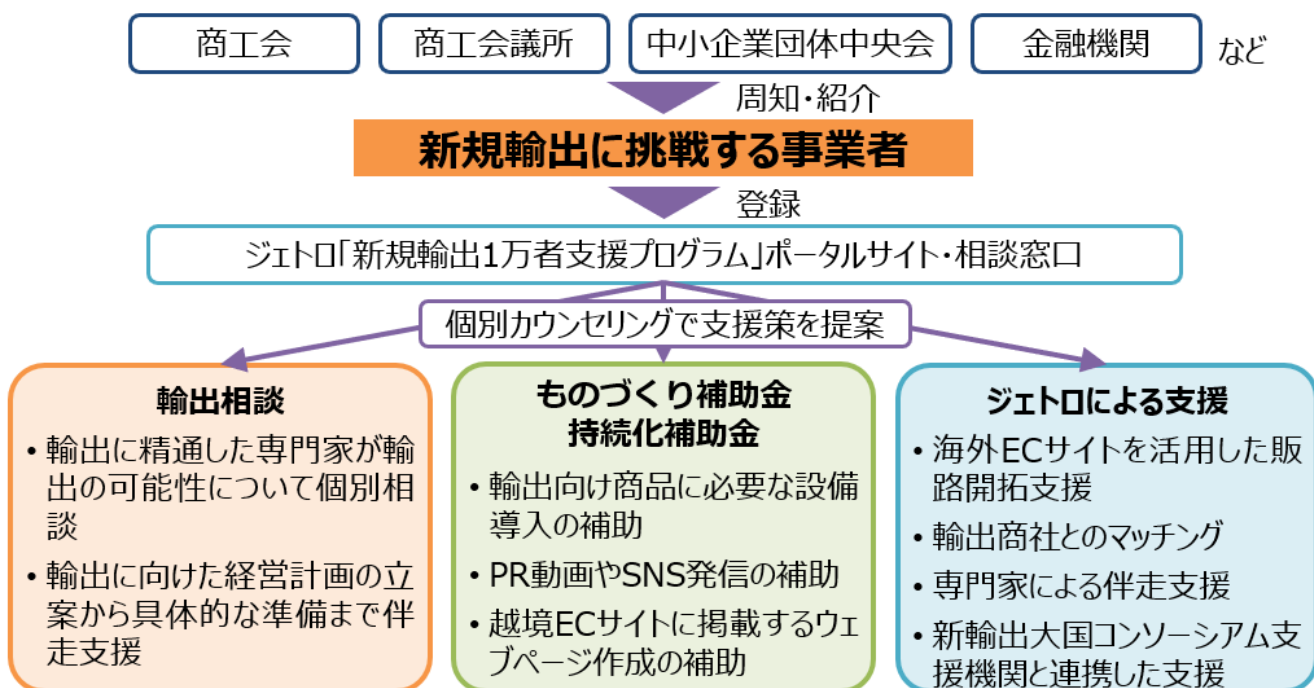 商工会
商工会議所
中小企業団体中央会
金融機関
など
周知・紹介
新規輸出に挑戦する事業者
登録
ジェトロ「新規輸出1万者支援プログラム」ポータルサイト・相談窓口
個別カウンセリングで支援策を提案
輸出相談
・輸出に精通した専門家が輸
出の可能性について個別相
談
・輸出に向けた経営計画の立
案から具体的な準備まで伴
走支援
ものづくり補助金
持続化補助金
・輸出向け商品に必要な設備
導入の補助
・PR動画やSNS発信の補助
・越境ECサイトに掲載するウェ
ブページ作成の補助
ジェトロによる支援
・海外ECサイトを活用した販
路開拓支援
・輸出商社とのマッチング
・専門家による伴走支援
・新輸出大国コンソーシアム支
援機関と連携した支援